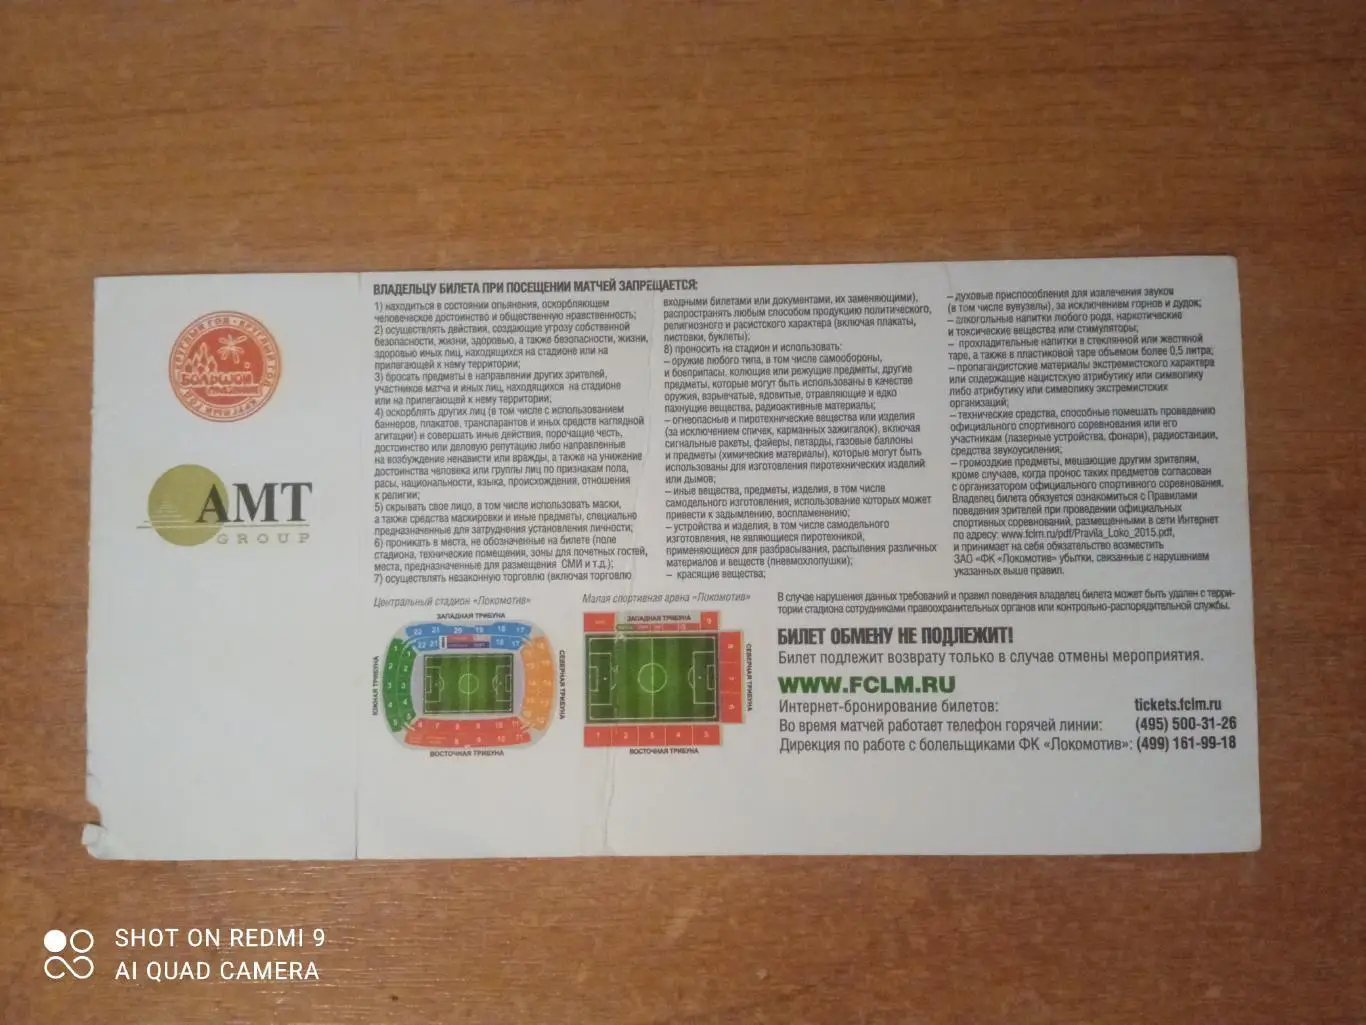 БОЛЬШОЙ
АМТ
GROUP
ВЛАДЕЛЬЦУ БИЛЕТА ПРИ ПОСЕЩЕНИИ МАТЧЕЙ ЗАПРЕЩАЕТСЯ:
1) находиться в состоянии опьянения, оскорбляющем
человеческое достоинство и общественную нравственность;
2) осуществлять действия, создающие угрозу собственной
безопасности, жизни, здоровью, а также безопасности, жизни,
здоровью иных лиц, находящихся на стадионе или на
прилегающей к нему территории;
3) бросать предметы в направлении других зрителей,
участников матча и иных лиц, находящихся на стадионе
или на прилегающей к нему территории;
4) оскорблять других лиц (в том числе с использованием
баннеров, плакатов, транспарантов и иных средств наглядной
агитации) и совершать иные действия, порочащие честь,
достоинство или деловую репутацию либо направленные
на возбуждение ненависти или вражды, а также на унижение
достоинства человека или группы лиц по признакам пола,
расы, национальности, языка, происхождения, отношения
к религии;
5) скрывать свое лицо, в том числе использовать маски,
а также средства маскировки и иные предметы, специально
предназначенные для затруднения установления личности;
6) проникать в места, не обозначенные на билете (поле
стадиона, технические помещения, зоны для почетных гостей,
места, предназначенные для размещения СМИ и т.д.);
7) осуществлять незаконную торговлю (включая торговлю
входными билетами или документами, их заменяющими),
распространять любым способом продукцию политического,
религиозного и расистского характера (включая плакаты,
листовки, буклеты);
8) проносить на стадион и использовать:
– оружие любого типа, в том числе самообороны,
и боеприпасы, колющие или режущие предметы, другие
предметы, которые могут быть использованы в качестве
оружия, взрывчатые, ядовитые, отравляющие и едко
пахнущие вещества, радиоактивные материалы;
– огнеопасные и пиротехнические вещества или изделия
(за исключением спичек, карманных зажигалок), включая
сигнальные ракеты, файеры, петарды, газовые баллоны
и предметы (химические материалы), которые могут быть
использованы для изготовления пиротехнических изделий
или дымов;
– иные вещества, предметы, изделия, в том числе
самодельного изготовления, использование которых может
привести к задымлению, воспламенению;
– устройства и изделия, в том числе самодельного
изготовления, не являющиеся пиротехникой,
применяющиеся для разбрасывания, распыления различных
материалов и веществ (пневмохлопушки);
– красящие вещества;
– духовые приспособления для извлечения звуков
(в том числе вувузелы), за исключением горнов и дудок;
– алкогольные напитки любого рода, наркотические
и токсические вещества или стимуляторы;
– прохладительные напитки в стеклянной или жестяной
таре, а также в пластиковой таре объемом более 0,5 литра;
– пропагандистские материалы экстремистского характера
или содержащие нацистскую атрибутику или символику
либо атрибутику или символику экстремистских
организаций;
– технические средства, способные помешать проведению
официального спортивного соревнования или его
участникам (лазерные устройства, фонари), радиостанции,
средства звукоусиления;
– громоздкие предметы, мешающие другим зрителям,
кроме случаев, когда пронос таких предметов согласован
с организатором официального спортивного соревнования.
Владелец билета обязуется ознакомиться с Правилами
поведения зрителей при проведении официальных
спортивных соревнований, размещенными в сети Интернет
по адресу: www.fclm.ru/pdf/Pravila_Loko_2015.pdf,
и принимает на себя обязательство возместить
ЗАО «ФК «Локомотив» убытки, связанные с нарушением
указанных выше правил.
Центральный стадион «Локомотив»
ЗАПАДНАЯ ТРИБУНА
ЮЖНАЯ ТРИБУНА
СЕВЕРНАЯ ТРИБУНА
ВОСТОЧНАЯ ТРИБУНА
Малая спортивная арена «Локомотив»
ЗАПАДНАЯ ТРИБУНА
СЕВЕРНАЯ ТРИБУНА
ВОСТОЧНАЯ ТРИБУНА
В случае нарушения данных требований и правил поведения владелец билета может быть удален с терри-
тории стадиона сотрудниками правоохранительных органов или контрольно-распорядительной службы.
БИЛЕТ ОБМЕНУ НЕ ПОДЛЕЖИТ!
Билет подлежит возврату только в случае отмены мероприятия.
WWW.FCLM.RU
Интернет-бронирование билетов: tickets.fclm.ru
Во время матчей работает телефон горячей линии: (495) 500-31-26
Дирекция по работе с болельщиками ФК «Локомотив»: (499) 161-99-18
SHOT ON REDMI 9
AI QUAD CAMERA